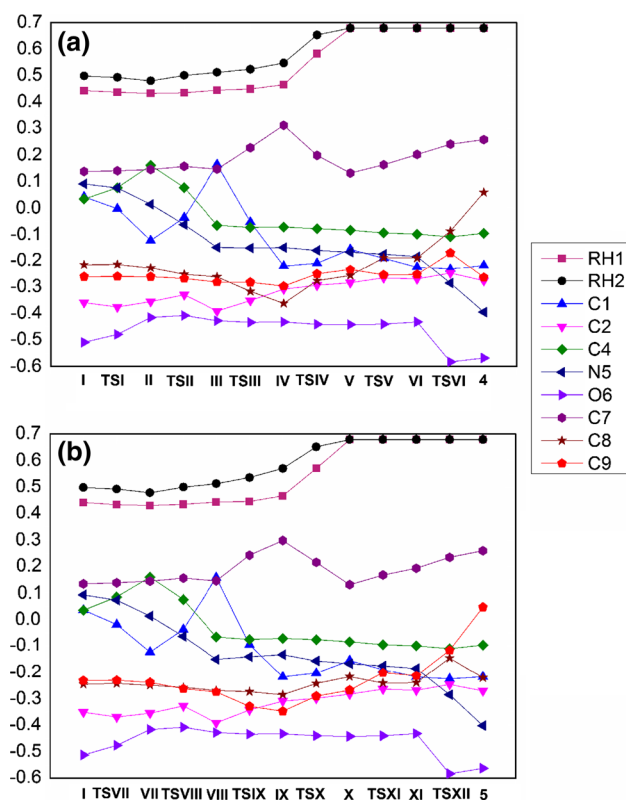 (a)
0.7
0.6
0.5
0.4
0.3
0.2
0.1
0.0
-0.1
-0.2
-0.3
-0.4
-0.5
-0.6
I TSI II TSII III TSIII IV TSIV V TSV VI TSVI 4
RH1
RH2
C1
C2
C4
N5
O6
C7
C8
C9
(b)
0.7
0.6
0.5
0.4
0.3
0.2
0.1
0.0
-0.1
-0.2
-0.3
-0.4
-0.5
-0.6
I TSVII VII TSVIII VIII TSIX IX TSX X TSXI XI TSXII 5